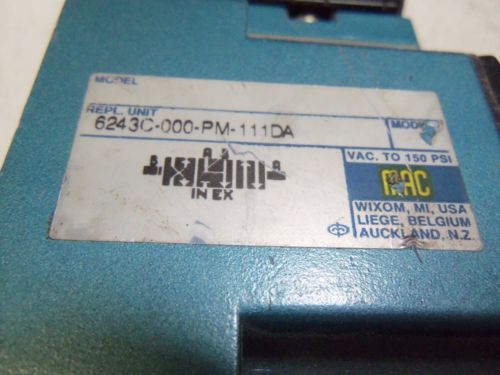 MODEL
REPL. UNIT
6243C-000-PM-111DA
VAC. TO 150 PSI
MAC
IN EX
WIXOM, MI, USA
LIEGE, BELGIUM
AUCKLAND, N.Z.